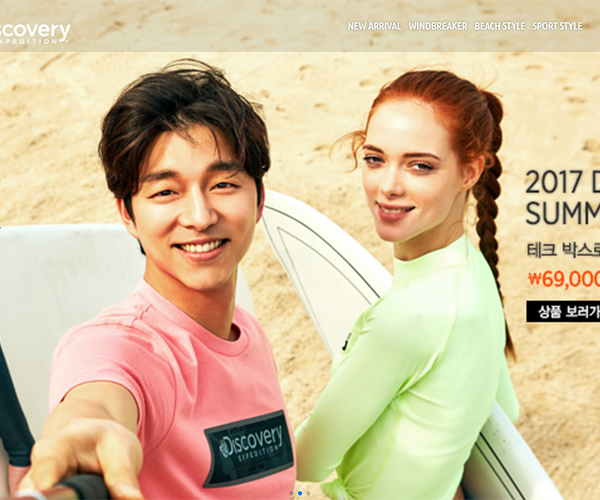 iscovery
EXPEDITION
NEW ARRIVAL WINDBREAKER BEACH STYLE SPORT STYLE
2017 D
SUMM
테크 박스
₩69,000
상품 보러가
Discovery
EXPEDITION